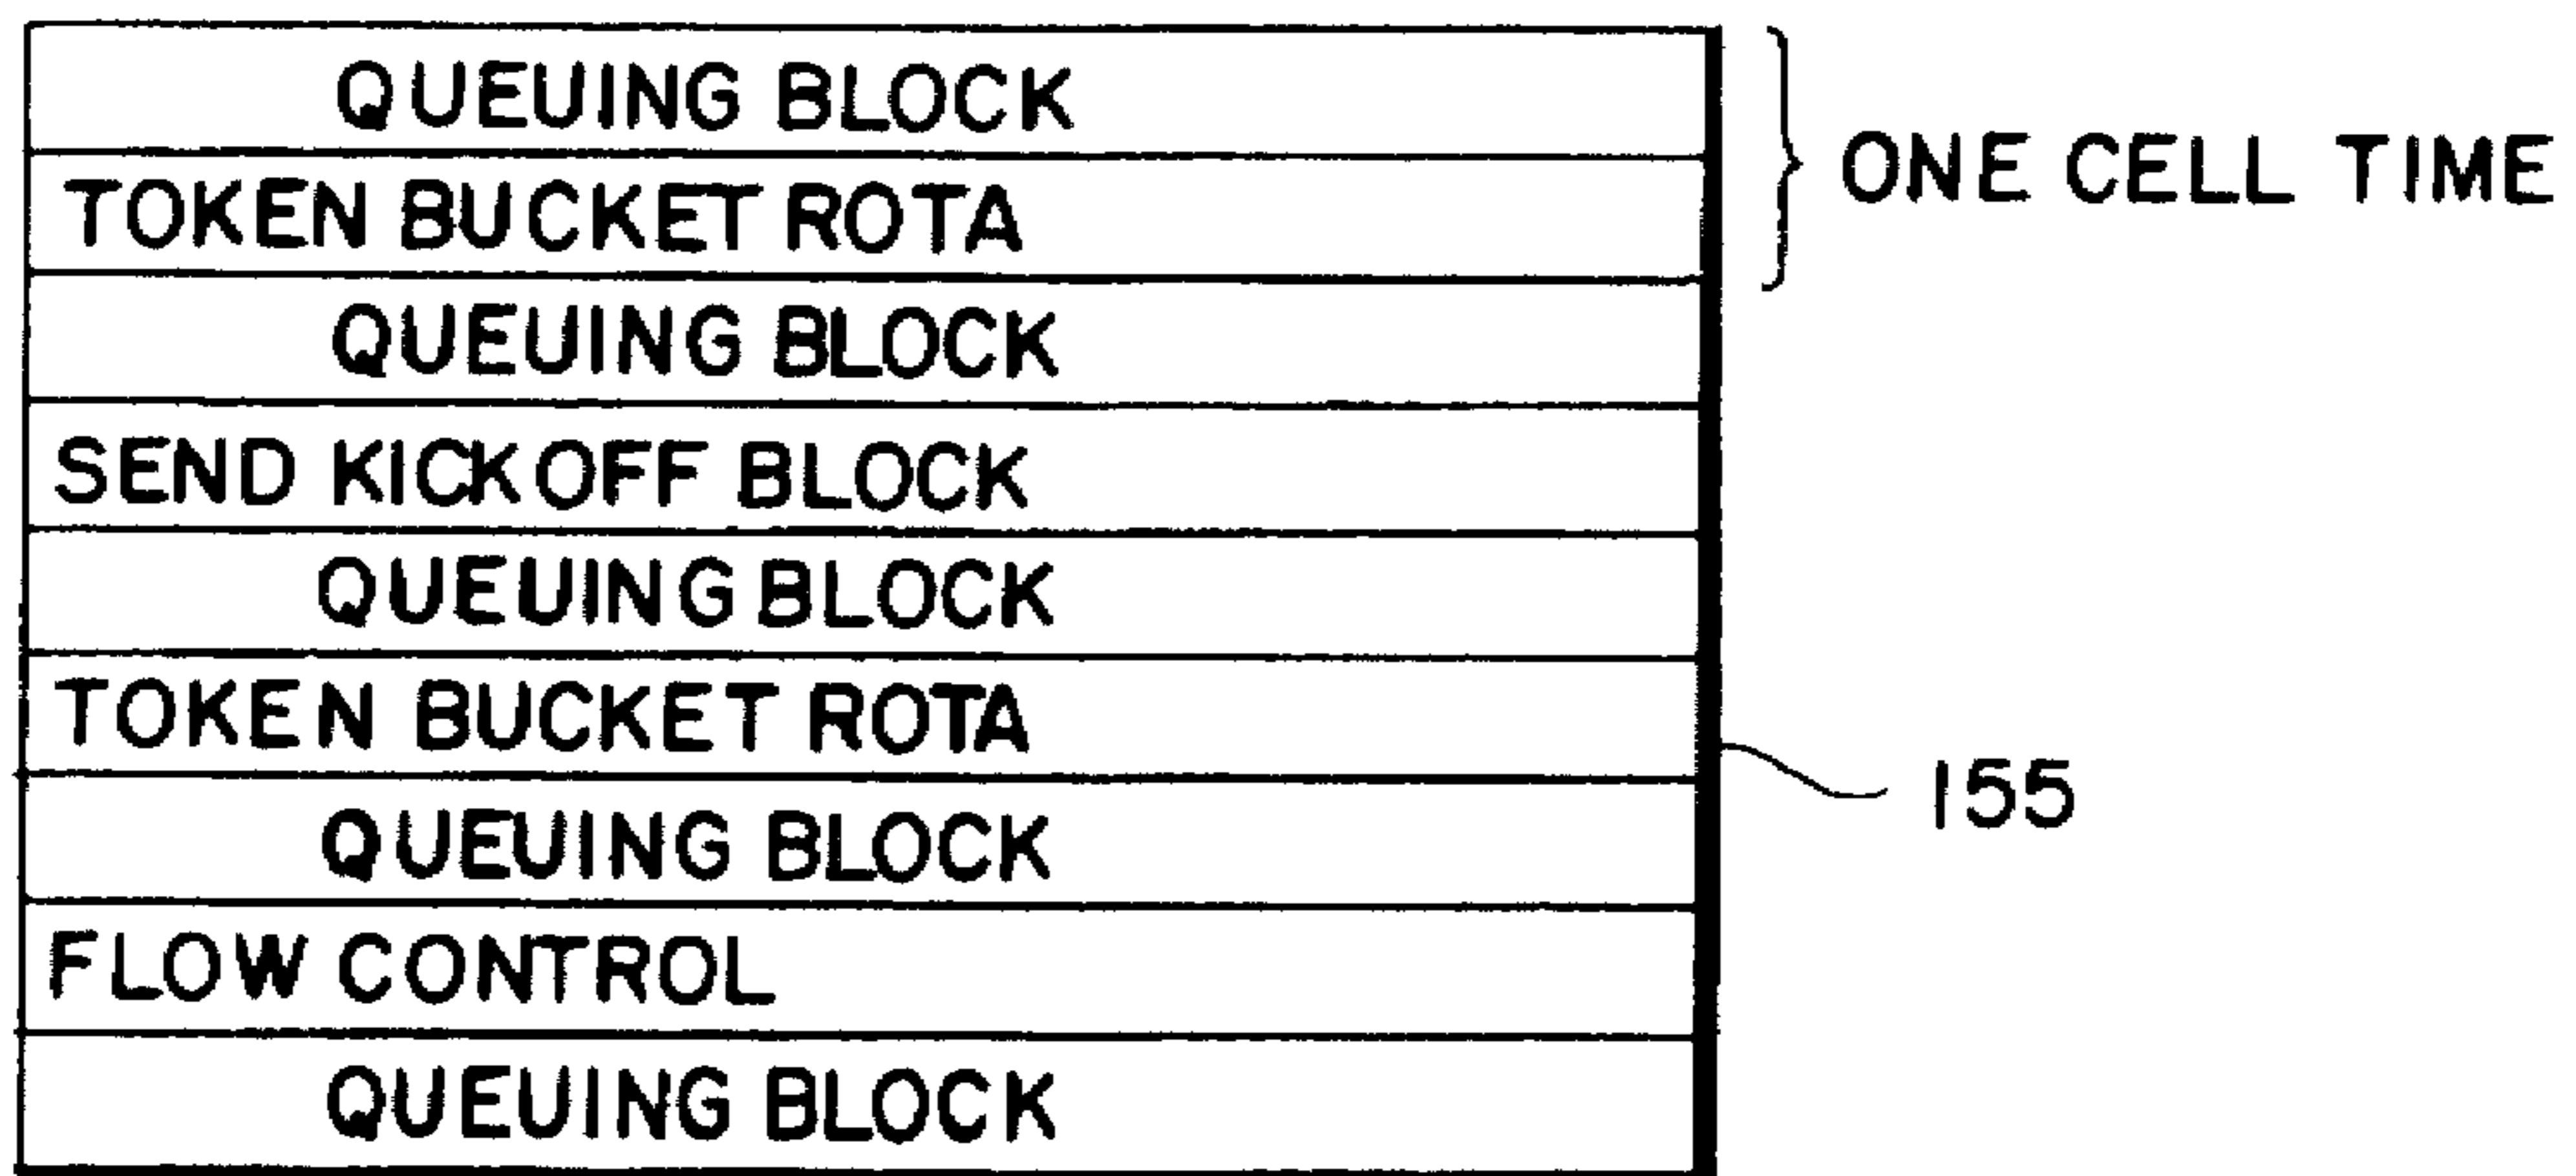 QUEUING BLOCK
TOKEN BUCKET ROTA
ONE CELL TIME
QUEUING BLOCK
SEND KICKOFF BLOCK
QUEUING BLOCK
TOKEN BUCKET ROTA
155
QUEUING BLOCK
FLOW CONTROL
QUEUING BLOCK